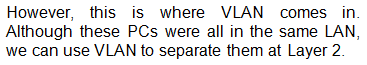 However, this is where VLAN comes in.
Although these PCs were all in the same LAN,
we can use VLAN to separate them at Layer 2.